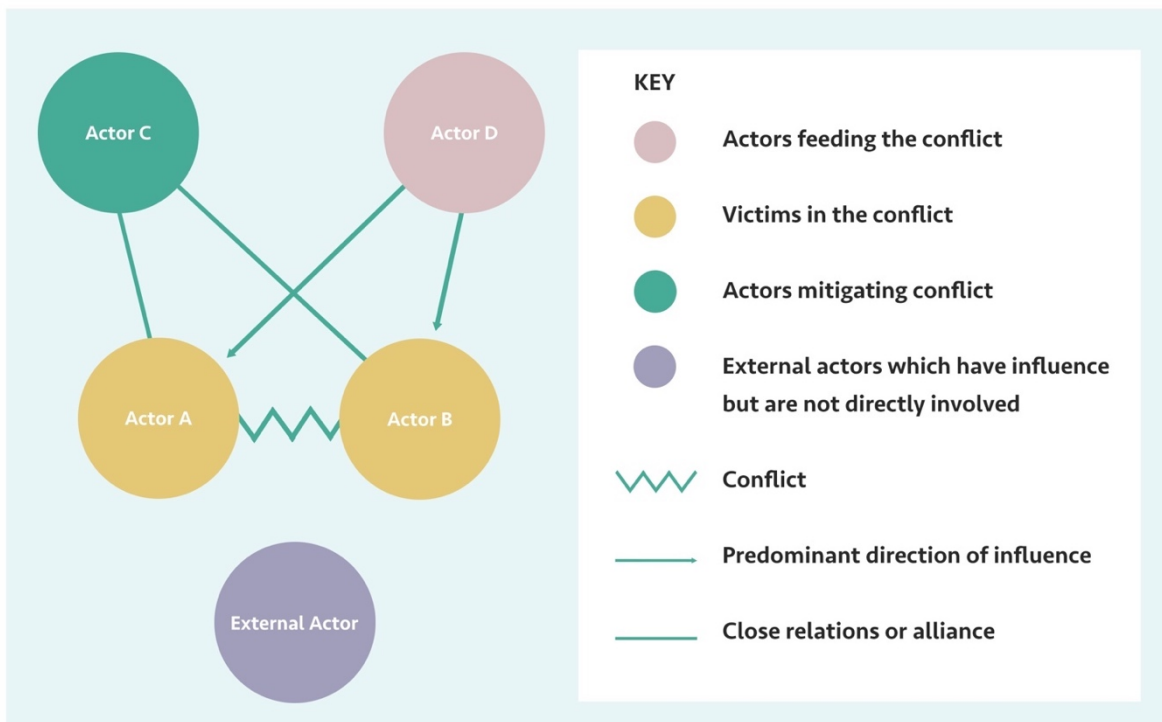 Actor C
Actor D
Actor A
Actor B
External Actor
KEY
Actors feeding the conflict
Victims in the conflict
Actors mitigating conflict
External actors which have influence
but are not directly involved
Conflict
Predominant direction of influence
Close relations or alliance